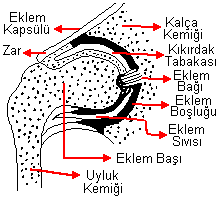 Eklem
Kapsülü
Zar
Kalça
Kemiği
Kıkırdak
Tabakası
Eklem
Bağı
Eklem
Boşluğu
Eklem
Sıvısı
Eklem Başı
Uyluk
Kemiği